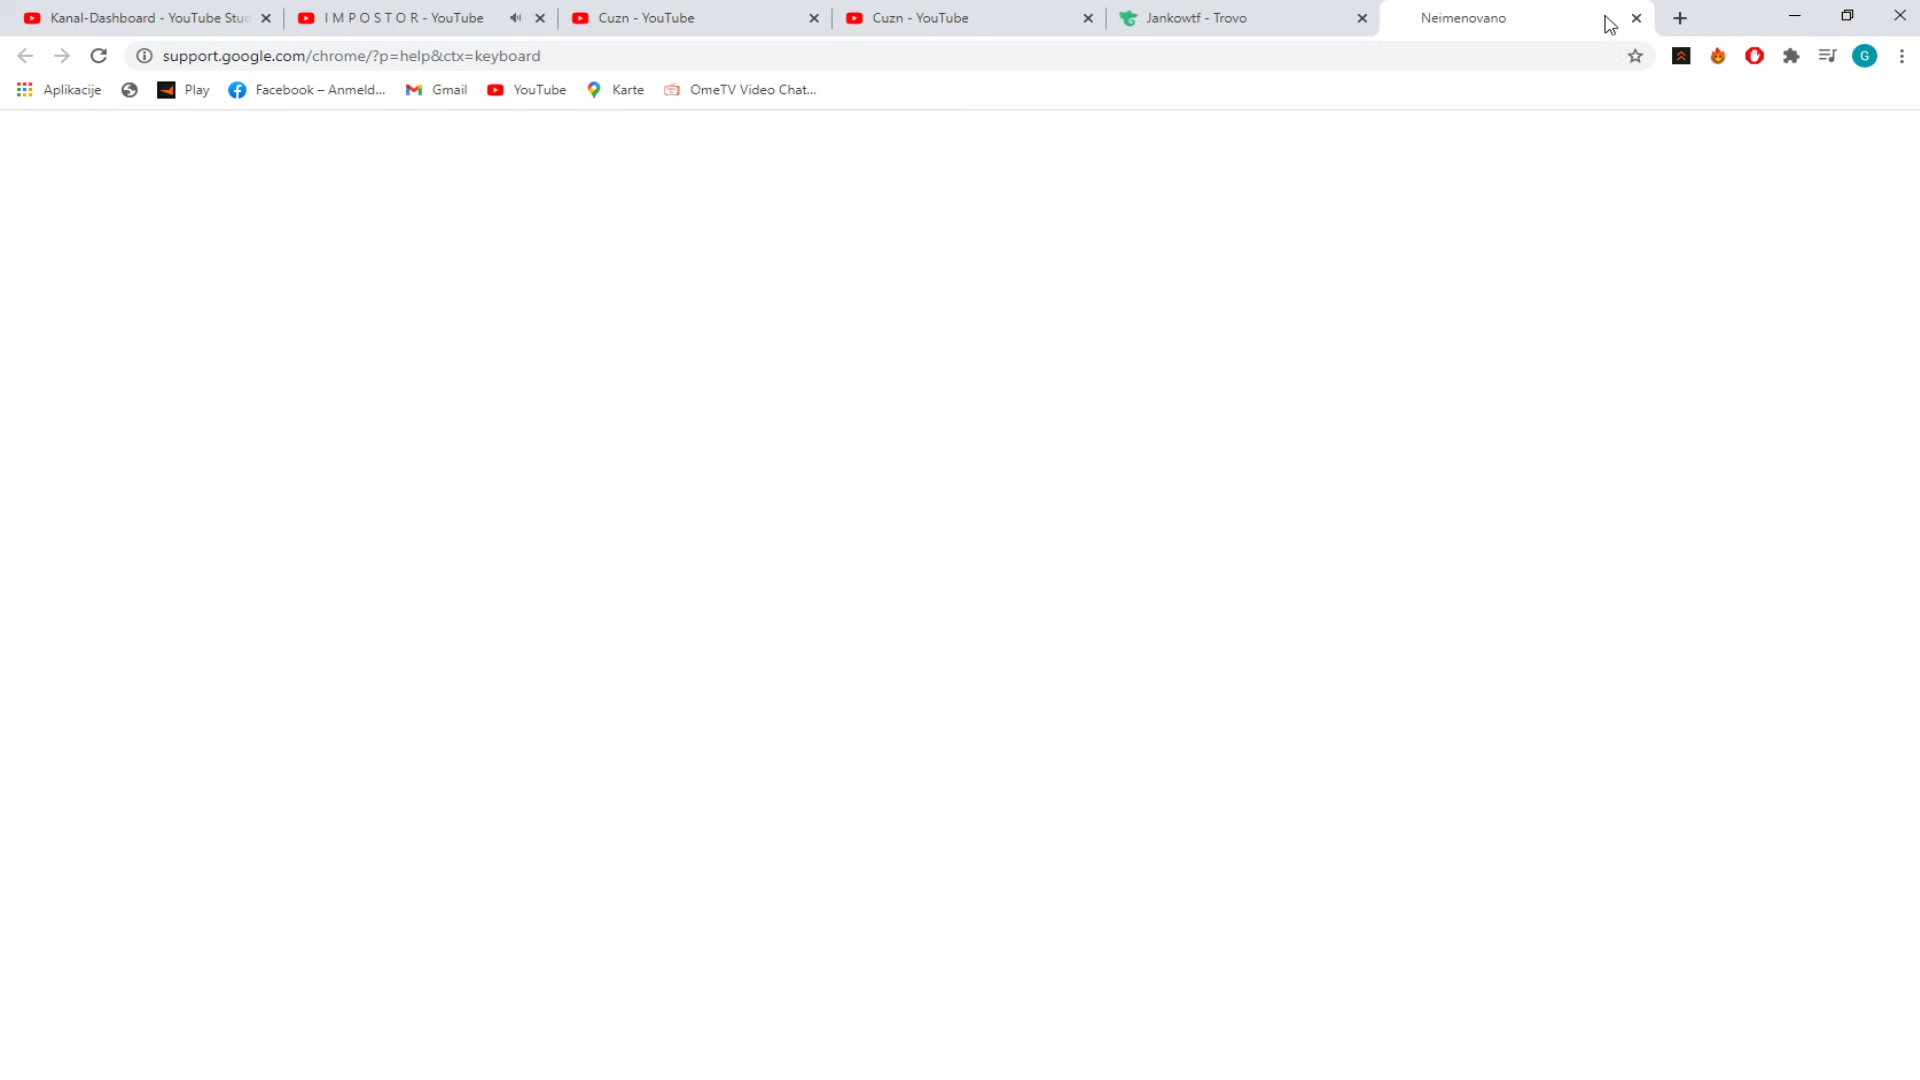 Kanal-Dashboard - YouTube Stu
I M P O S T O R - YouTube
Cuzn - YouTube
Cuzn - YouTube
Jankowtf - Trovo
Neimenovano
support.google.com/chrome/?p=help&ctx=keyboard
G
Aplikacije
Play
Facebook – Anmeld...
Gmail
YouTube
Karte
OmeTV Video Chat...